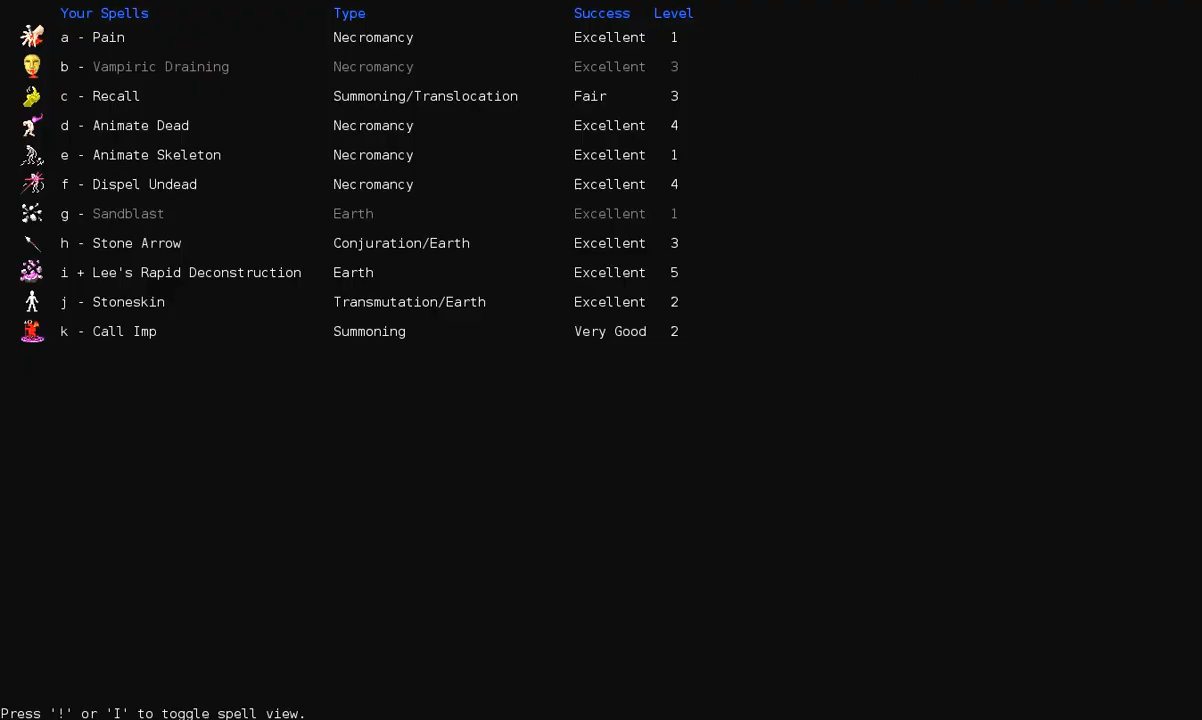 Your Spells Type Success Level
a - Pain Necromancy Excellent 1
b - Vampiric Draining Necromancy Excellent 3
c - Recall Summoning/Translocation Fair 3
d - Animate Dead Necromancy Excellent 4
e - Animate Skeleton Necromancy Excellent 1
f - Dispel Undead Necromancy Excellent 4
g - Sandblast Earth Excellent 1
h - Stone Arrow Conjuration/Earth Excellent 3
i + Lee's Rapid Deconstruction Earth Excellent 5
j - Stoneskin Transmutation/Earth Excellent 2
k - Call Imp Summoning Very Good 2
Press '!' or 'I' to toggle spell view.